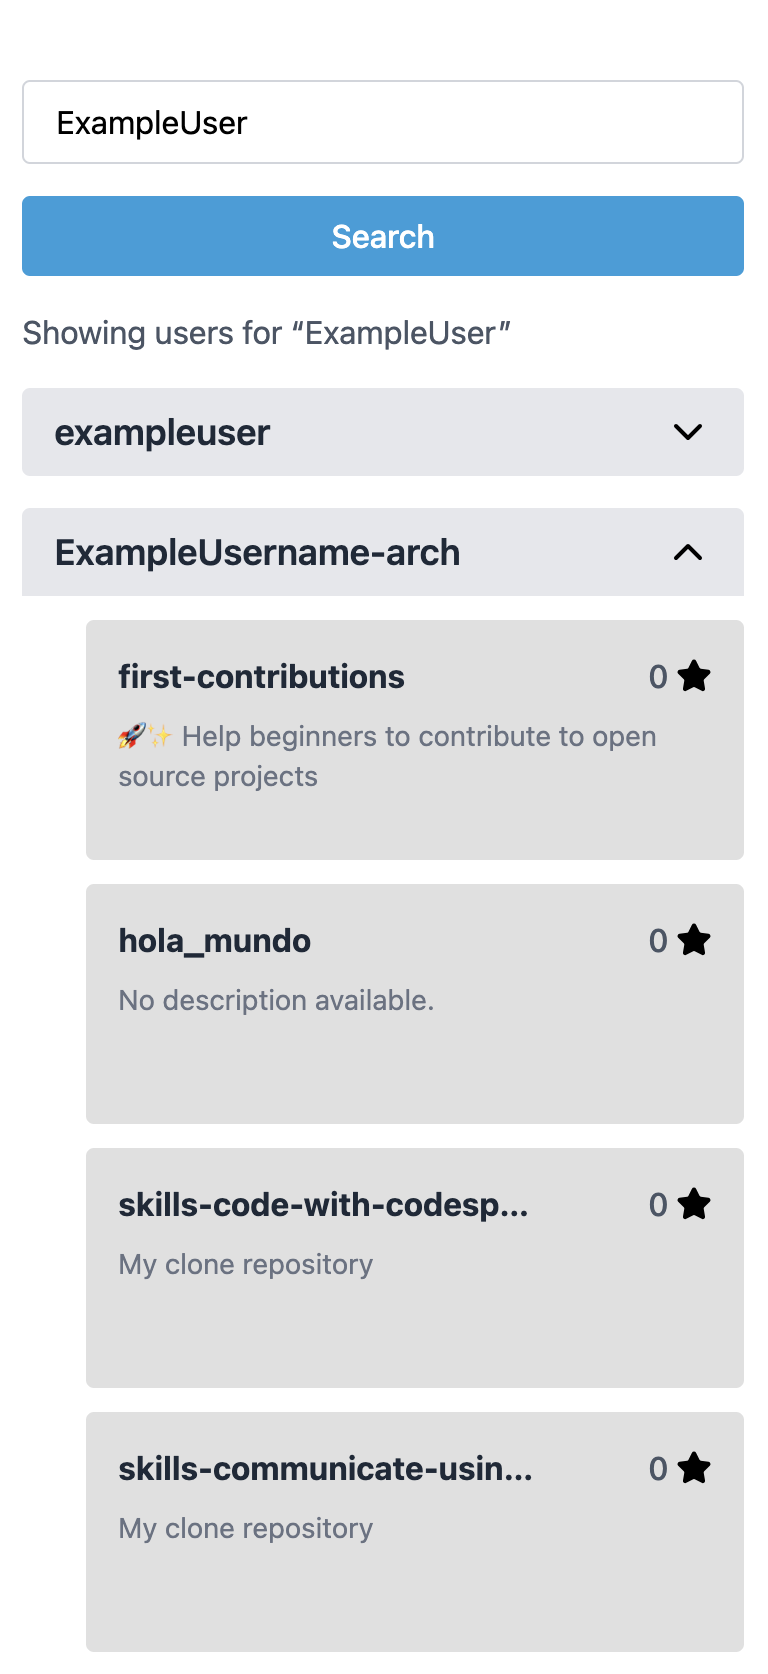 ExampleUser
Search
Showing users for “ExampleUser”
exampleuser
ExampleUsername-arch
first-contributions 0
🚀✨ Help beginners to contribute to open
source projects
hola_mundo 0
No description available.
skills-code-with-codesp... 0
My clone repository
skills-communicate-usin... 0
My clone repository